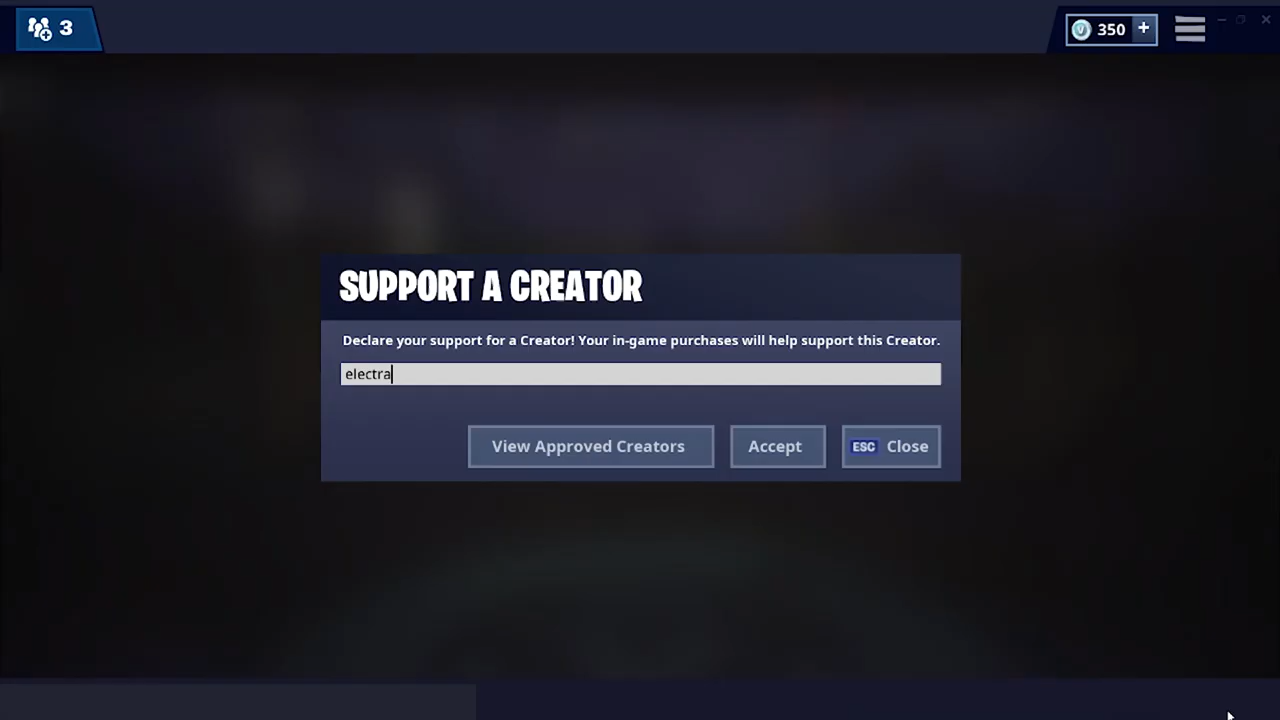 3
350 +
SUPPORT A CREATOR
Declare your support for a Creator! Your in-game purchases will help support this Creator.
electra
View Approved Creators Accept ESC Close